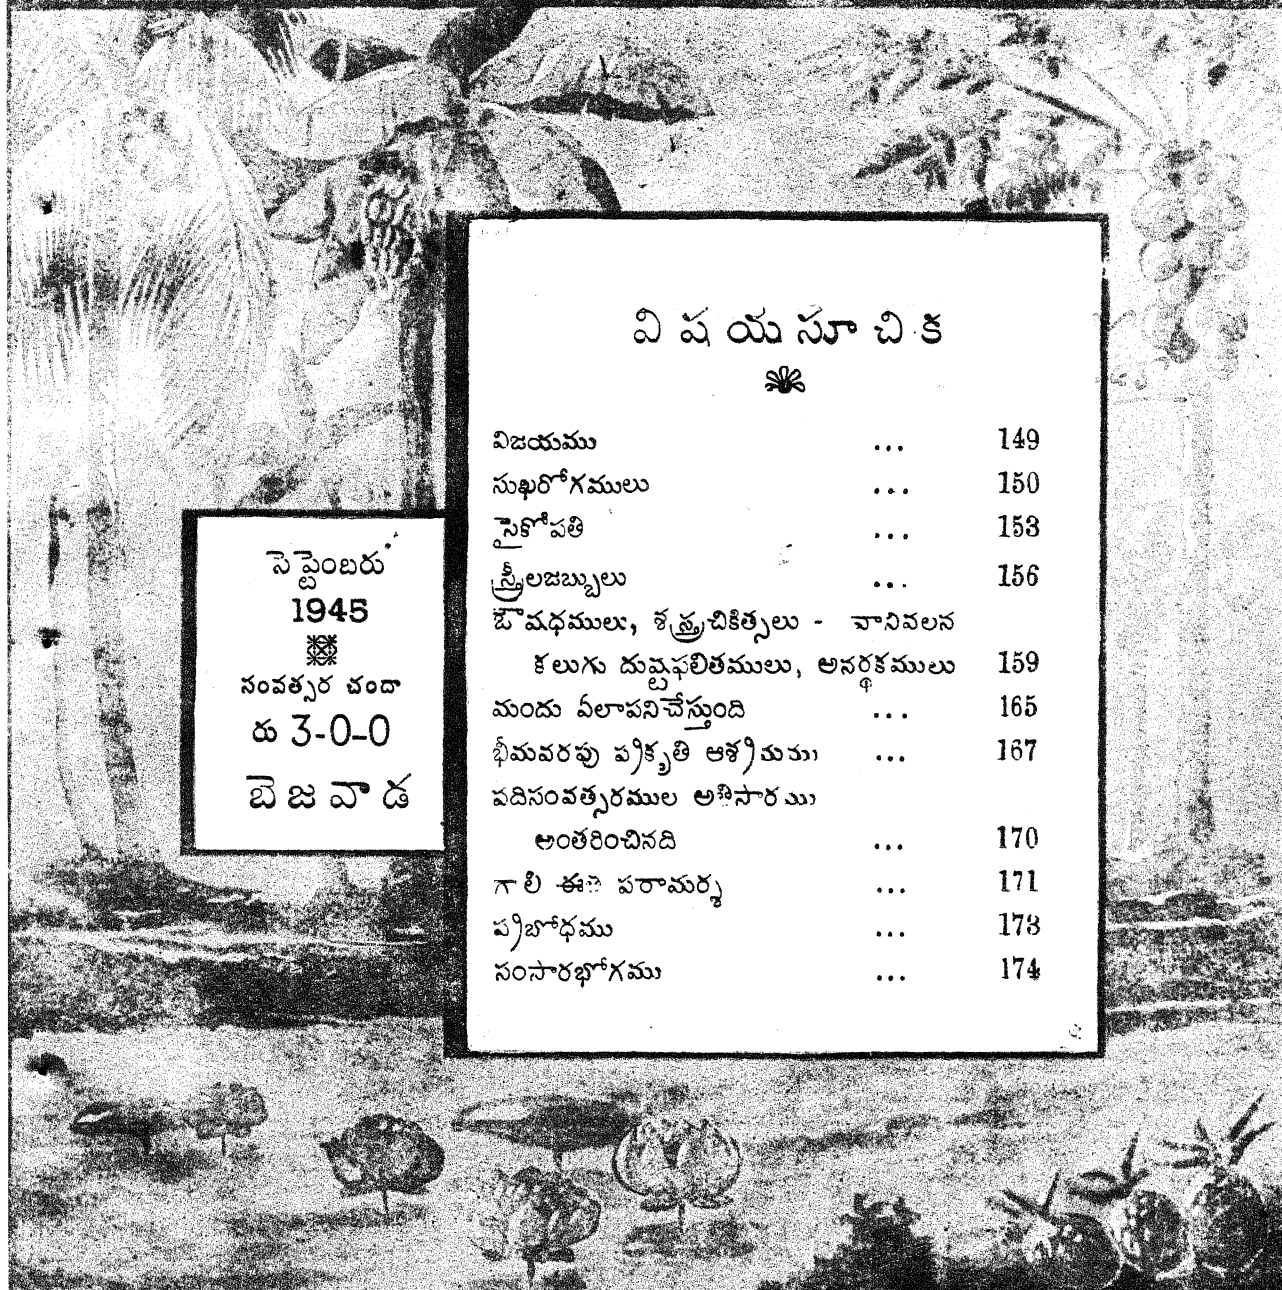 సెప్టెంబరు
1945
సంవత్సర చందా
రు 3-0-0
బెజవాడ
విషయసూచిక
విజయము ... 149
సుఖరోగములు ... 150
సైకోపతి ... 153
స్త్రీలజబ్బులు ... 156
ఔషధములు, శస్త్రచికిత్సలు - వానివలన
కలుగు దుష్టఫలితములు, అనర్థకములు 159
మందు ఏలాపనిచేస్తుంది ... 165
భీమవరపు ప్రకృతి ఆశ్రమము ... 167
పదిసంవత్సరముల అతిసారము
అంతరించినది ... 170
గాలి పరామర్శ ... 171
ప్రబోధము ... 173
సంసారభోగము ... 174